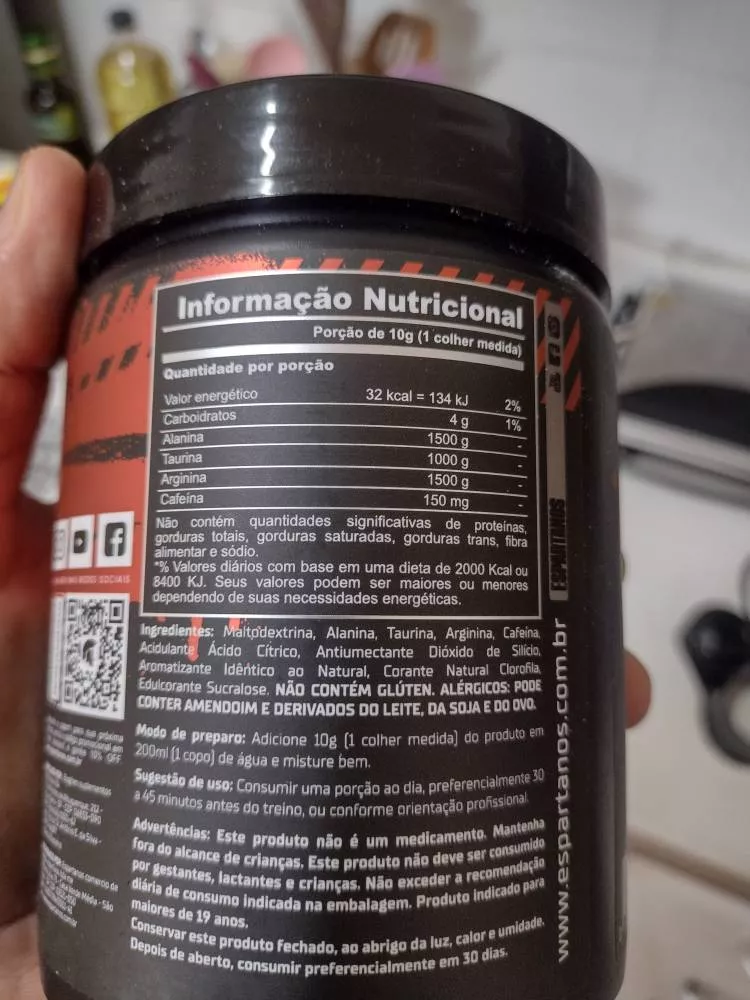 Informação Nutricional
Porção de 10g (1 colher medida)
Quantidade por porção
Valor energético 32 kcal = 134 kJ 2%
Carboidratos 4 g 1%
Alanina 1500 g -
Taurina 1000 g -
Arginina 1500 g -
Cafeína 150 mg -
Não contém quantidades significativas de proteínas,
gorduras totais, gorduras saturadas, gorduras trans, fibra
alimentar e sódio.
*% Valores diários com base em uma dieta de 2000 Kcal ou
8400 KJ. Seus valores podem ser maiores ou menores
dependendo de suas necessidades energéticas.
Ingredientes: Maltodextrina, Alanina, Taurina, Arginina, Cafeína,
Acidulante Ácido Cítrico, Antiumectante Dióxido de Silício,
Aromatizante Idêntico ao Natural, Corante Natural Clorofila,
Edulcorante Sucralose. NÃO CONTÉM GLÚTEN. ALÉRGICOS: PODE
CONTER AMENDOIM E DERIVADOS DO LEITE, DA SOJA E DO OVO.
Modo de preparo: Adicione 10g (1 colher medida) do produto em
200ml (1 copo) de água e misture bem.
Sugestão de uso: Consumir uma porção ao dia, preferencialmente 30
a 45 minutos antes do treino, ou conforme orientação profissional.
Advertências: Este produto não é um medicamento. Mantenha
fora do alcance de crianças. Este produto não deve ser consumido
por gestantes, lactantes e crianças. Não exceder a recomendação
diária de consumo indicada na embalagem. Produto indicado para
maiores de 19 anos.
Conservar este produto fechado, ao abrigo da luz, calor e umidade.
Depois de aberto, consumir preferencialmente em 30 dias.
ESPARTANOS
www.espartanos.com.br
REDES SOCIAIS
10% OFF